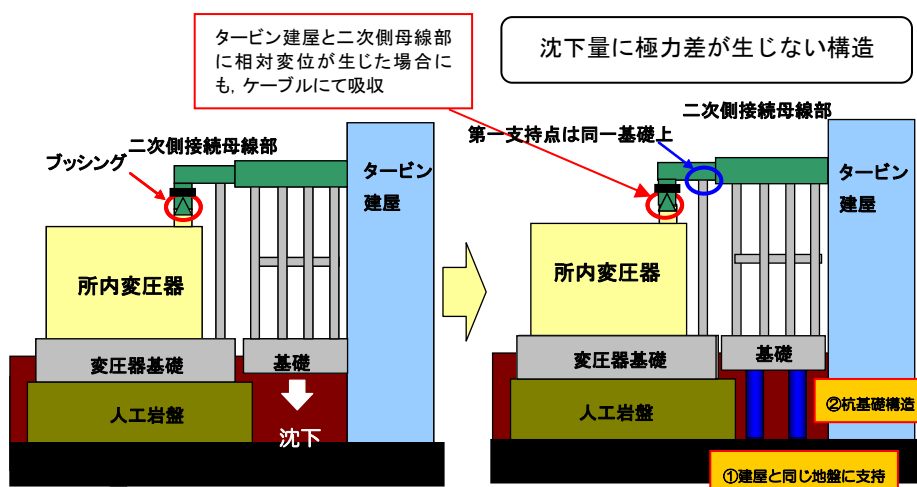 タービン建屋と二次側母線部
に相対変位が生じた場合に
も，ケーブルにて吸収
沈下量に極力差が生じない構造
二次側接続母線部
ブッシング
タービン
建屋
所内変圧器
変圧器基礎
基礎
人工岩盤
沈下
二次側接続母線部
第一支持点は同一基礎上
タービン
建屋
所内変圧器
変圧器基礎
基礎
人工岩盤
②杭基礎構造
①建屋と同じ地盤に支持